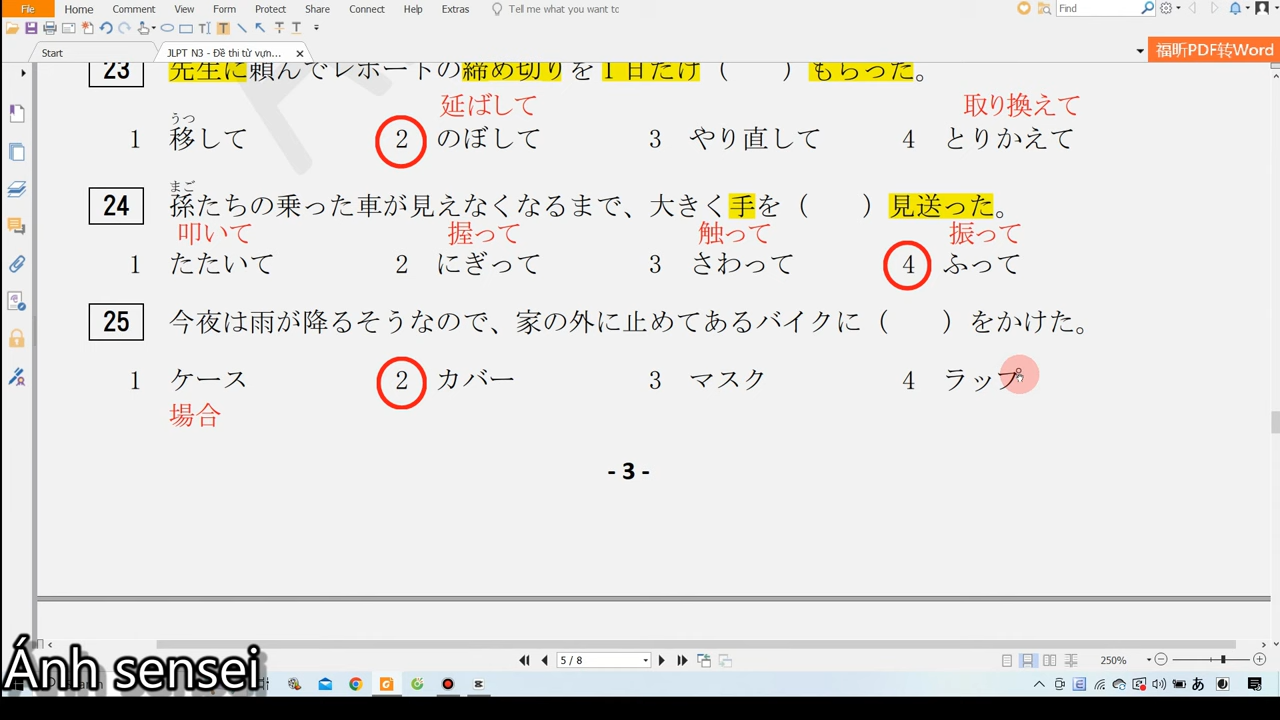 File Home Comment View Form Protect Share Connect Help Extras Tell me what you want to Find
Start JLPT N3 - Đề thi từ vựn... 福昕PDF转Word
23 先生に頼んでレポートの締め切りを１日だけ（　　）もらった。
延ばして 取り換えて
うつ
1 移して 2 のぼして 3 やり直して 4 とりかえて
まご
24 孫たちの乗った車が見えなくなるまで、大きく手を（　　）見送った。
叩いて 握って 触って 振って
1 たたいて 2 にぎって 3 さわって 4 ふって
25 今夜は雨が降るそうなので、家の外に止めてあるバイクに（　　）をかけた。
1 ケース 2 カバー 3 マスク 4 ラップ
場合
- 3 -
5 / 8 250%
Ánh sensei
あ